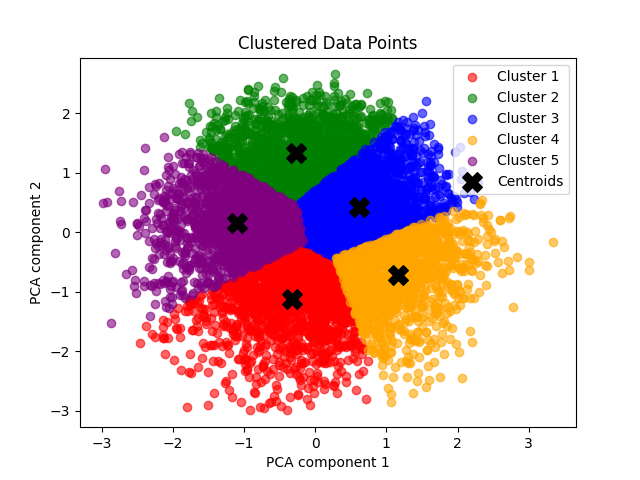 Clustered Data Points
Cluster 1
Cluster 2
Cluster 3
Cluster 4
Cluster 5
Centroids
PCA component 2
2
1
0
−1
−2
−3
−3
−2
−1
0
1
2
3
PCA component 1